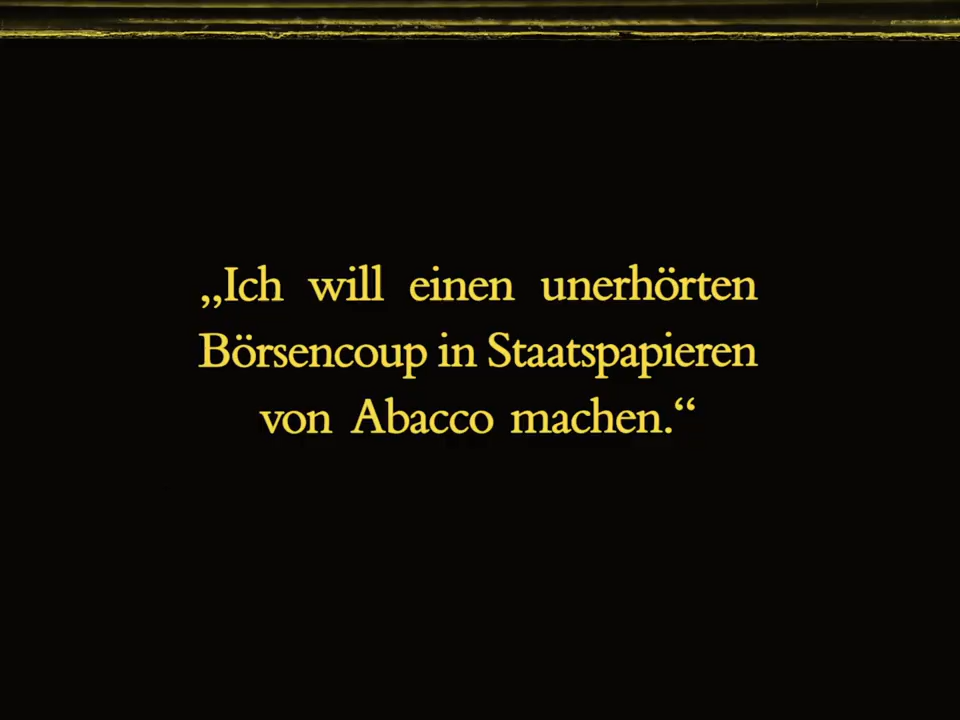 „Ich will einen unerhörten
Börsencoup in Staatspapieren
von Abacco machen.“